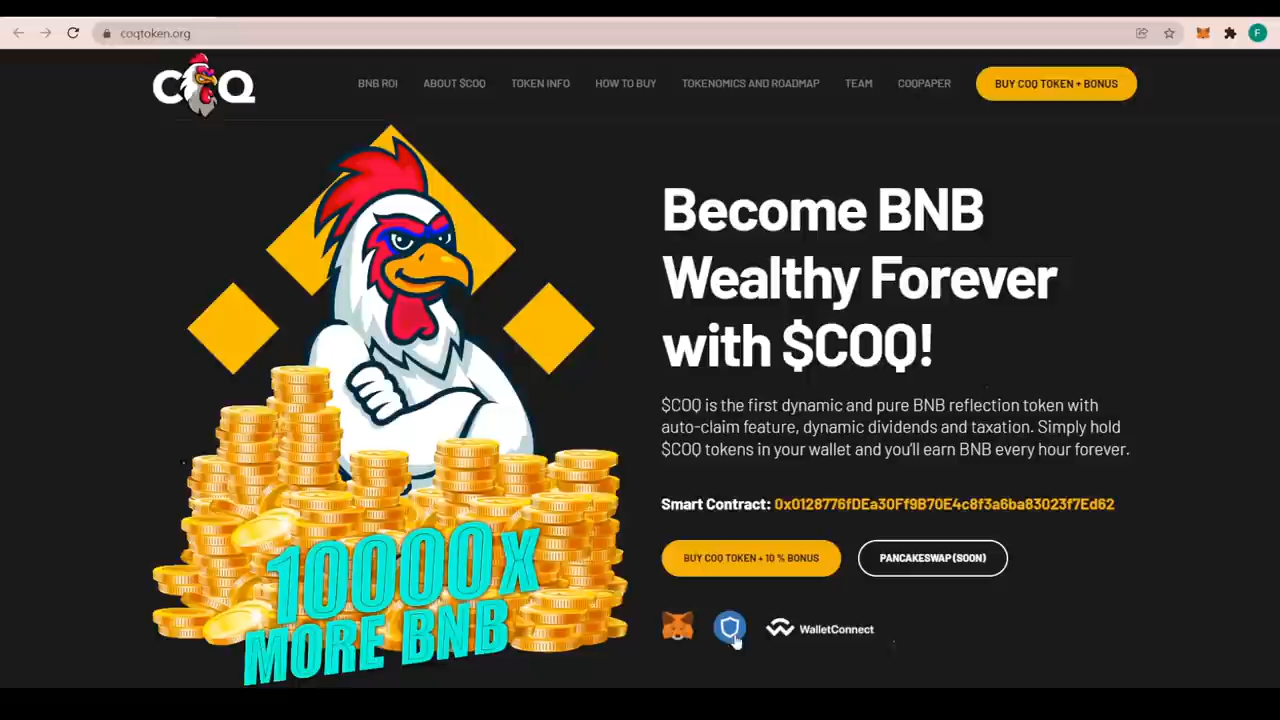 coqtoken.org
F
COQ
BNB ROI
ABOUT $COQ
TOKEN INFO
HOW TO BUY
TOKENOMICS AND ROADMAP
TEAM
COQPAPER
BUY COQ TOKEN + BONUS
Become BNB
Wealthy Forever
with $COQ!
$COQ is the first dynamic and pure BNB reflection token with
auto-claim feature, dynamic dividends and taxation. Simply hold
$COQ tokens in your wallet and you'll earn BNB every hour forever.
Smart Contract: 0x0128776fDEa30Ff9B70E4c8f3a6ba83023f7Ed62
BUY COQ TOKEN + 10 % BONUS
PANCAKESWAP (SOON)
WalletConnect
10000x
MORE BNB